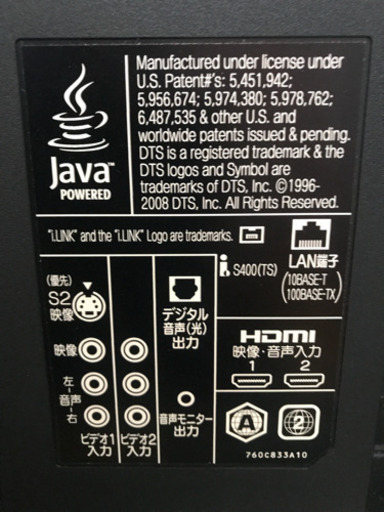 Java™
POWERED
Manufactured under license under
U.S. Patent#'s: 5,451,942;
5,956,674; 5,974,380; 5,978,762;
6,487,535 & other U.S. and
worldwide patents issued & pending.
DTS is a registered trademark & the
DTS logos and Symbol are
trademarks of DTS, Inc. ©1996-
2008 DTS, Inc. All Rights Reserved.
"i.LINK" and the "i.LINK" Logo are trademarks.
i S400(TS)
LAN端子
(10BASE-T
100BASE-TX)
(優先)
S2
映像
映像
左-
音声-
右
ビデオ1
入力
ビデオ2
入力
デジタル
音声(光)
出力
音声モニター
出力
HDMI
映像・音声入力
1 2
A 2
760C833A10